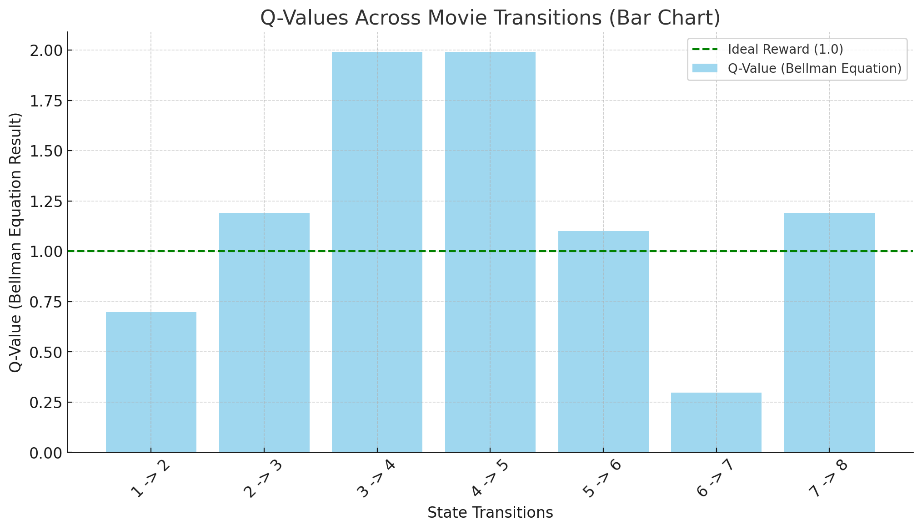 Q-Values Across Movie Transitions (Bar Chart)
Ideal Reward (1.0)
Q-Value (Bellman Equation)
Q-Value (Bellman Equation Result)
2.00
1.75
1.50
1.25
1.00
0.75
0.50
0.25
0.00
1 -> 2
2 -> 3
3 -> 4
4 -> 5
5 -> 6
6 -> 7
7 -> 8
State Transitions